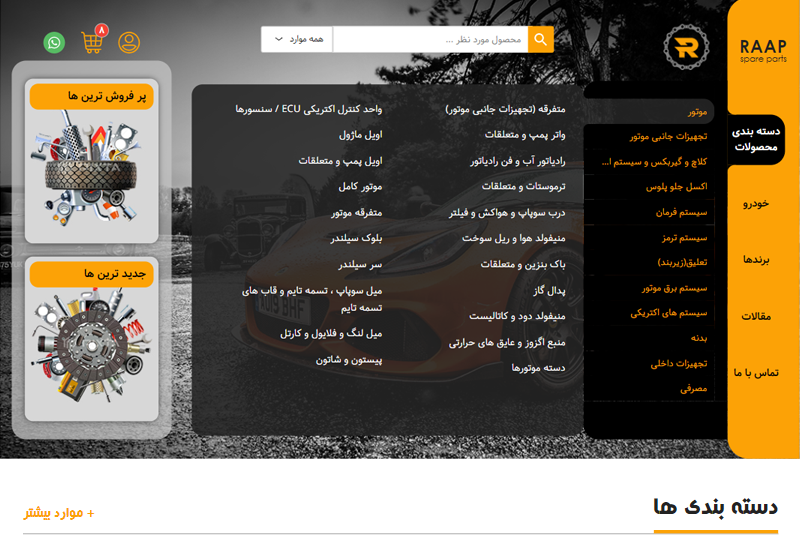 RAAP
spare parts
دسته بندی
محصولات
خودرو
برندها
مقالات
تماس با ما
محصول مورد نظر ...
همه موارد
۸
موتور
تجهیزات جانبی موتور
کلاچ و گیربکس و سیستم ا...
اکسل جلو پلوس
سیستم فرمان
سیستم ترمز
تعلیق(زیربند)
سیستم برق موتور
سیستم های اکتریکی
بدنه
تجهیزات داخلی
مصرفی
متفرقه (تجهیزات جانبی موتور)
واتر پمپ و متعلقات
رادیاتور آب و فن رادیاتور
ترموستات و متعلقات
درب سوپاپ و هواکش و فیلتر
منیفولد هوا و ریل سوخت
باک بنزین و متعلقات
پدال گاز
منیفولد دود و کاتالیست
منبع اگزوز و عایق های حرارتی
دسته موتورها
واحد کنترل اکتریکی ECU / سنسورها
اویل ماژول
اویل پمپ و متعلقات
موتور کامل
متفرقه موتور
بلوک سیلندر
سر سیلندر
میل سوپاپ ، تسمه تایم و قاب های
تسمه تایم
میل لنگ و فلایول و کارتل
پیستون و شاتون
پر فروش ترین ها
جدید ترین ها
دسته بندی ها
+ موارد بیشتر